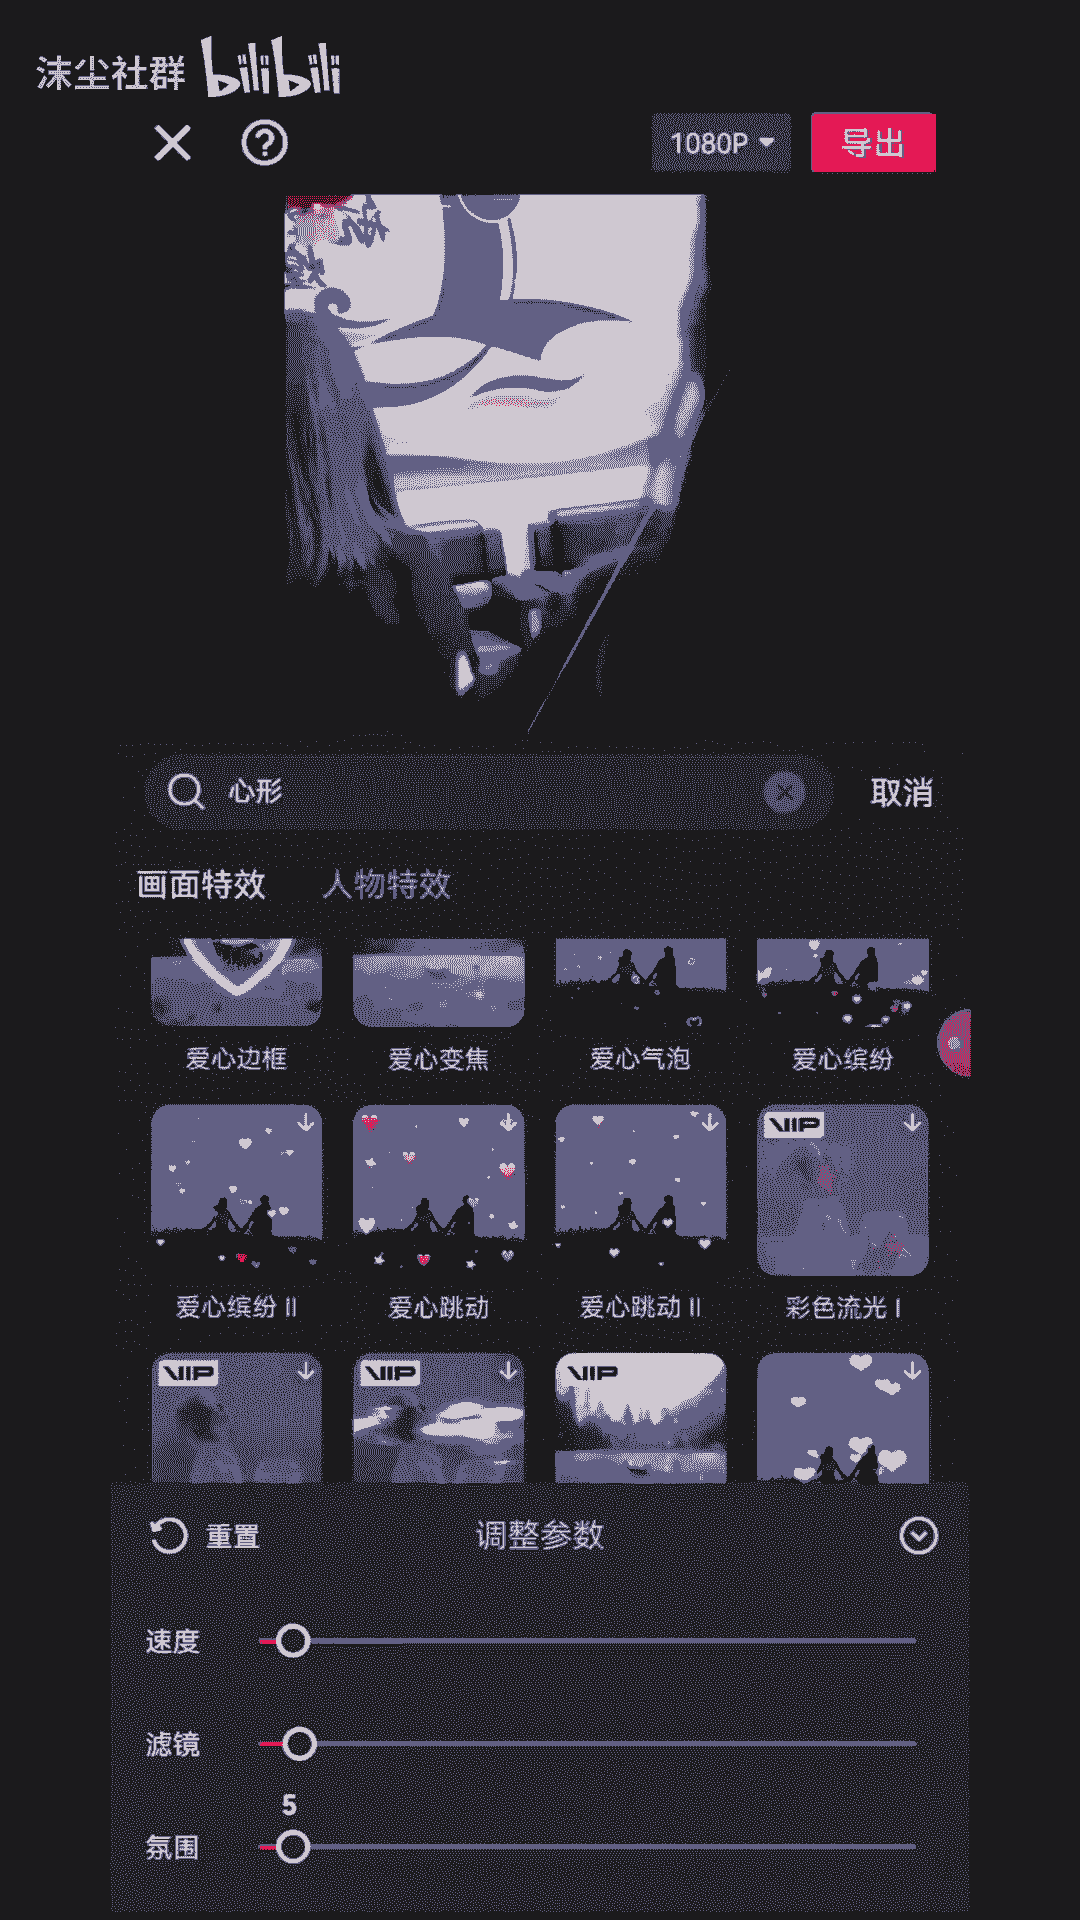 沫尘社群 bilibili
1080P 导出
心形 取消
画面特效 人物特效
爱心边框 爱心变焦 爱心气泡 爱心缤纷
VIP
爱心缤纷 II 爱心跳动 爱心跳动 II 彩色流光 I
VIP VIP VIP
重置 调整参数
速度
滤镜
5
氛围